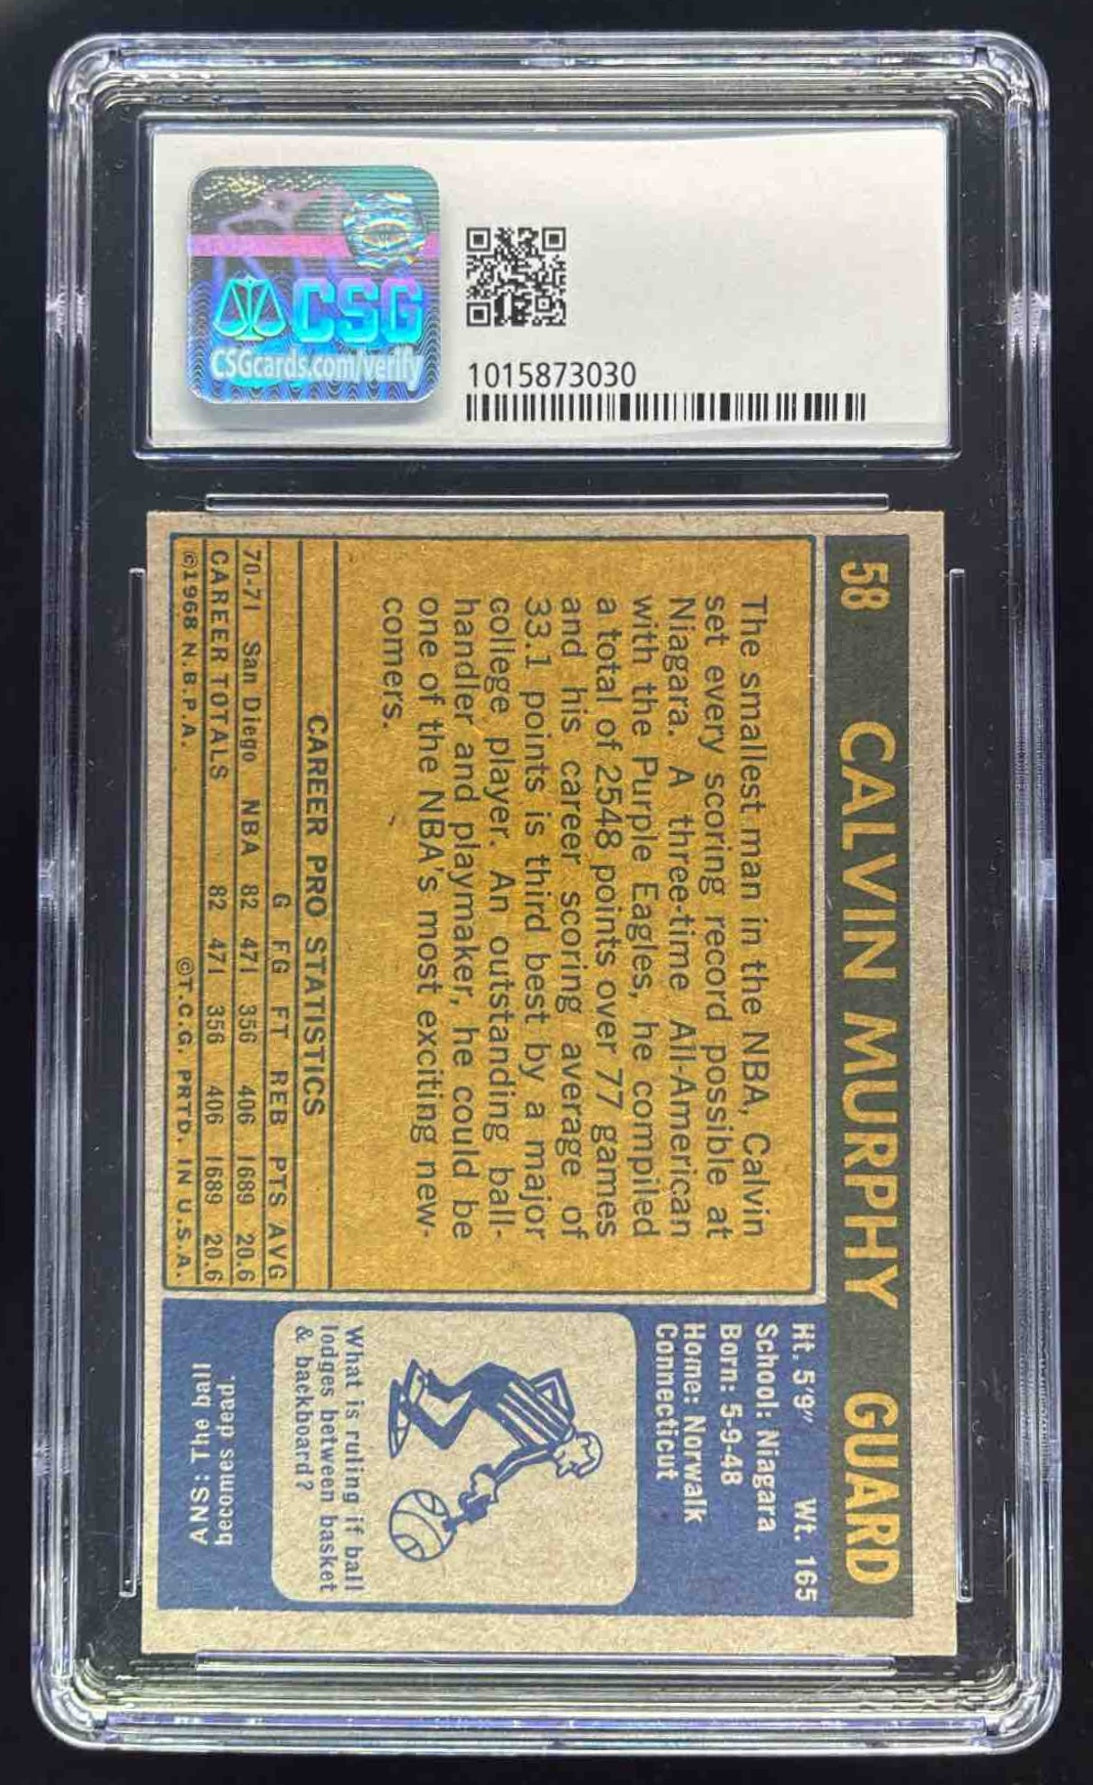 CSG
CSGcards.com/verify
1015873030
58 CALVIN MURPHY GUARD
The smallest man in the NBA, Calvin
set every scoring record possible at
Niagara. A three-time All-American
with the Purple Eagles, he compiled
a total of 2548 points over 77 games
and his career scoring average of
33.1 points is third best by a major
college player. An outstanding ball-
handler and playmaker, he could be
one of the NBA's most exciting new-
comers.
CAREER PRO STATISTICS
G FG FT REB PTS AVG
70-71 San Diego NBA 82 471 356 406 1689 20.6
CAREER TOTALS 82 471 356 406 1689 20.6
©1968 N.B.P.A. ©T.C.G. PRTD. IN U.S.A.
Ht. 5'9" Wt. 165
School: Niagara
Born: 5-9-48
Home: Norwalk
Connecticut
What is ruling if ball
lodges between basket
& backboard?
ANS: The ball
becomes dead.